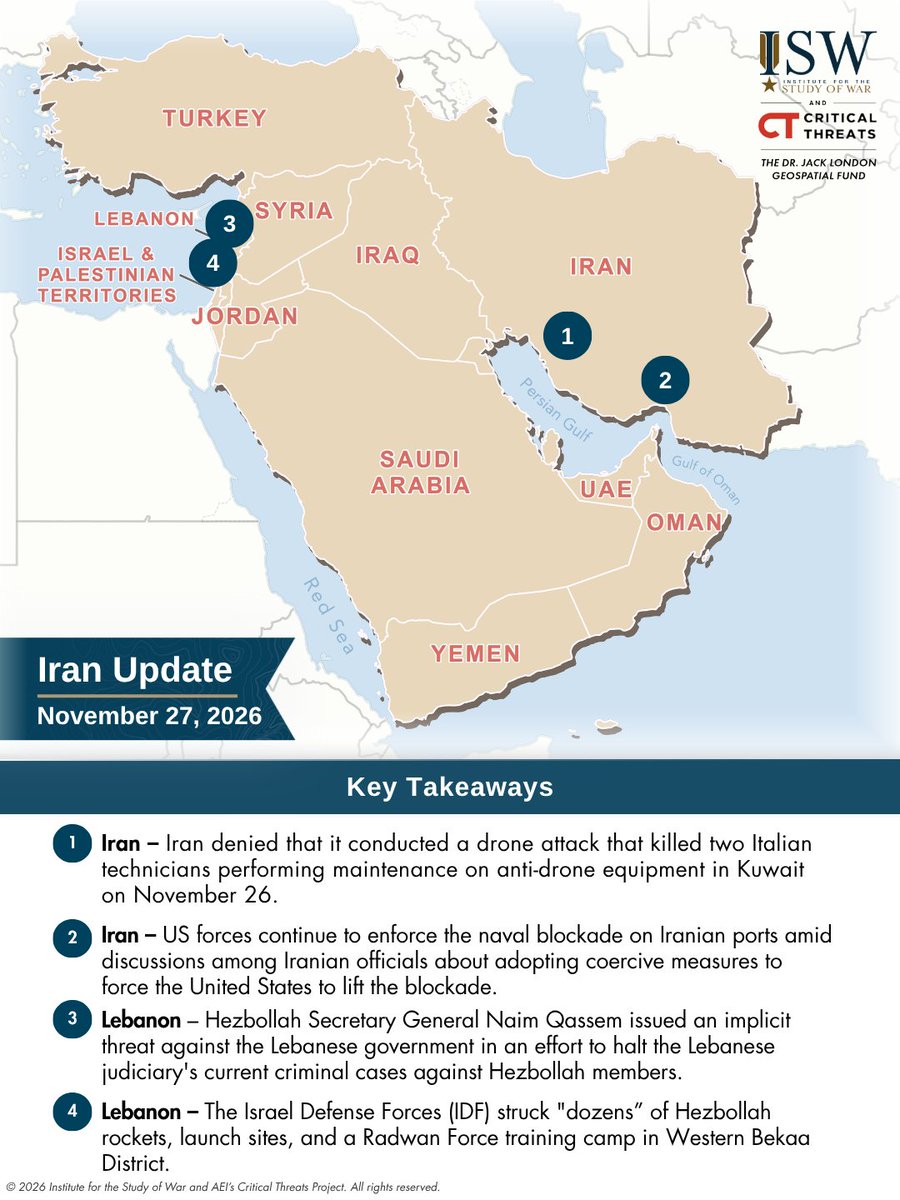 ISW
INSTITUTE FOR THE
STUDY OF WAR
AND
CT CRITICAL
THREATS
THE DR. JACK LONDON
GEOSPATIAL FUND
TURKEY
LEBANON
3
SYRIA
ISRAEL &
PALESTINIAN
TERRITORIES
4
IRAQ
IRAN
JORDAN
1
2
Persian Gulf
SAUDI
ARABIA
UAE
Gulf of Oman
OMAN
Red Sea
YEMEN
Iran Update
November 27, 2026
Key Takeaways
1 Iran – Iran denied that it conducted a drone attack that killed two Italian
technicians performing maintenance on anti-drone equipment in Kuwait
on November 26.
2 Iran – US forces continue to enforce the naval blockade on Iranian ports amid
discussions among Iranian officials about adopting coercive measures to
force the United States to lift the blockade.
3 Lebanon – Hezbollah Secretary General Naim Qassem issued an implicit
threat against the Lebanese government in an effort to halt the Lebanese
judiciary's current criminal cases against Hezbollah members.
4 Lebanon – The Israel Defense Forces (IDF) struck "dozens” of Hezbollah
rockets, launch sites, and a Radwan Force training camp in Western Bekaa
District.
© 2026 Institute for the Study of War and AEI's Critical Threats Project. All rights reserved.